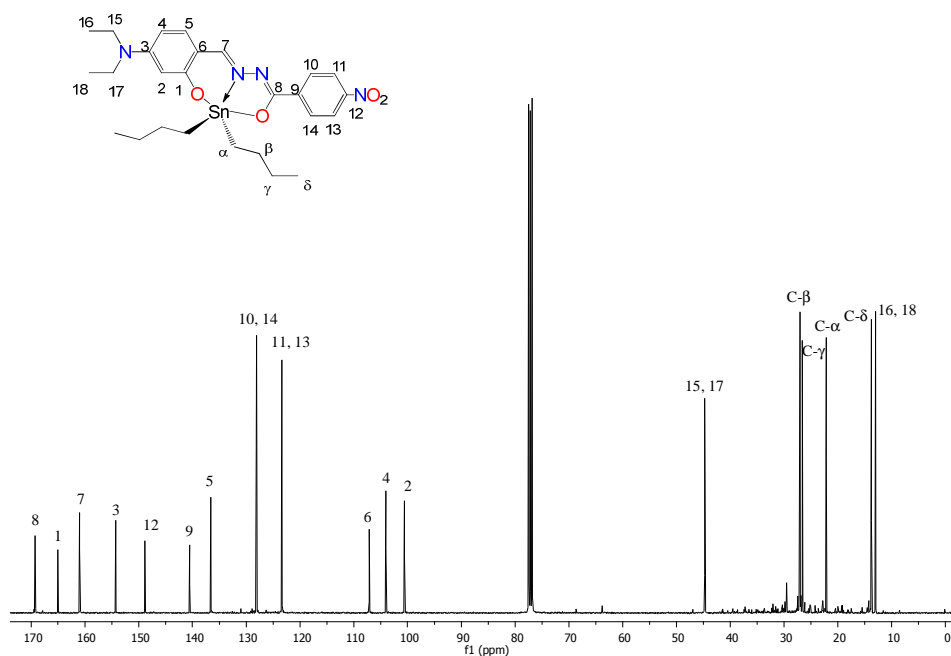 16 15 4 5
N 3 6 7
18 17 2 1 N N 10 11
O 8 9 NO2
Sn O 14 13 12
α β
γ δ
C-β
10, 14 C-δ 16, 18
11, 13 C-γ C-α
15, 17
5 4 2
7 3 12 9 6
8 1
170 160 150 140 130 120 110 100 90 80 70 60 50 40 30 20 10 0
f1 (ppm)